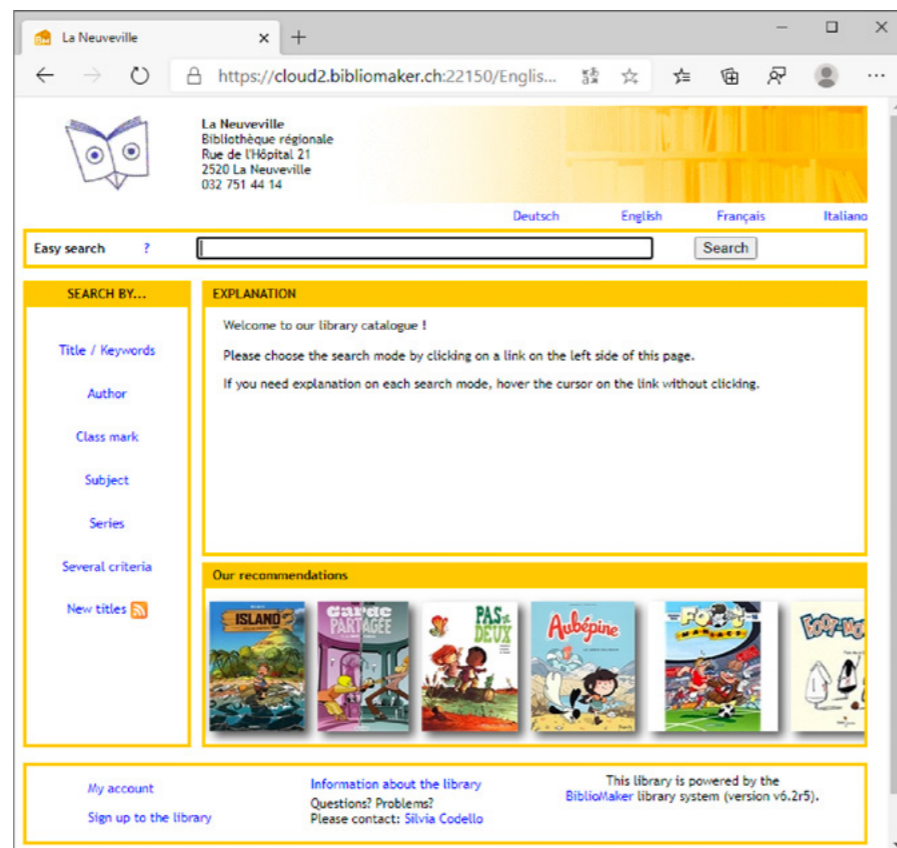 La Neuveville
https://cloud2.bibliomaker.ch:22150/Englis...
La Neuveville
Bibliothèque régionale
Rue de l'Hôpital 21
2520 La Neuveville
032 751 44 14
Deutsch English Français Italiano
Easy search ? Search
SEARCH BY...
Title / Keywords
Author
Class mark
Subject
Series
Several criteria
New titles
EXPLANATION
Welcome to our library catalogue !
Please choose the search mode by clicking on a link on the left side of this page.
If you need explanation on each search mode, hover the cursor on the link without clicking.
Our recommendations
ISLAND
Garde
PARTAGÉE
PAS
DEUX
Aubépine
FOOT
MANIACS
My account
Sign up to the library
Information about the library
Questions? Problems?
Please contact: Silvia Codello
This library is powered by the
BiblioMaker library system (version v6.2r5).